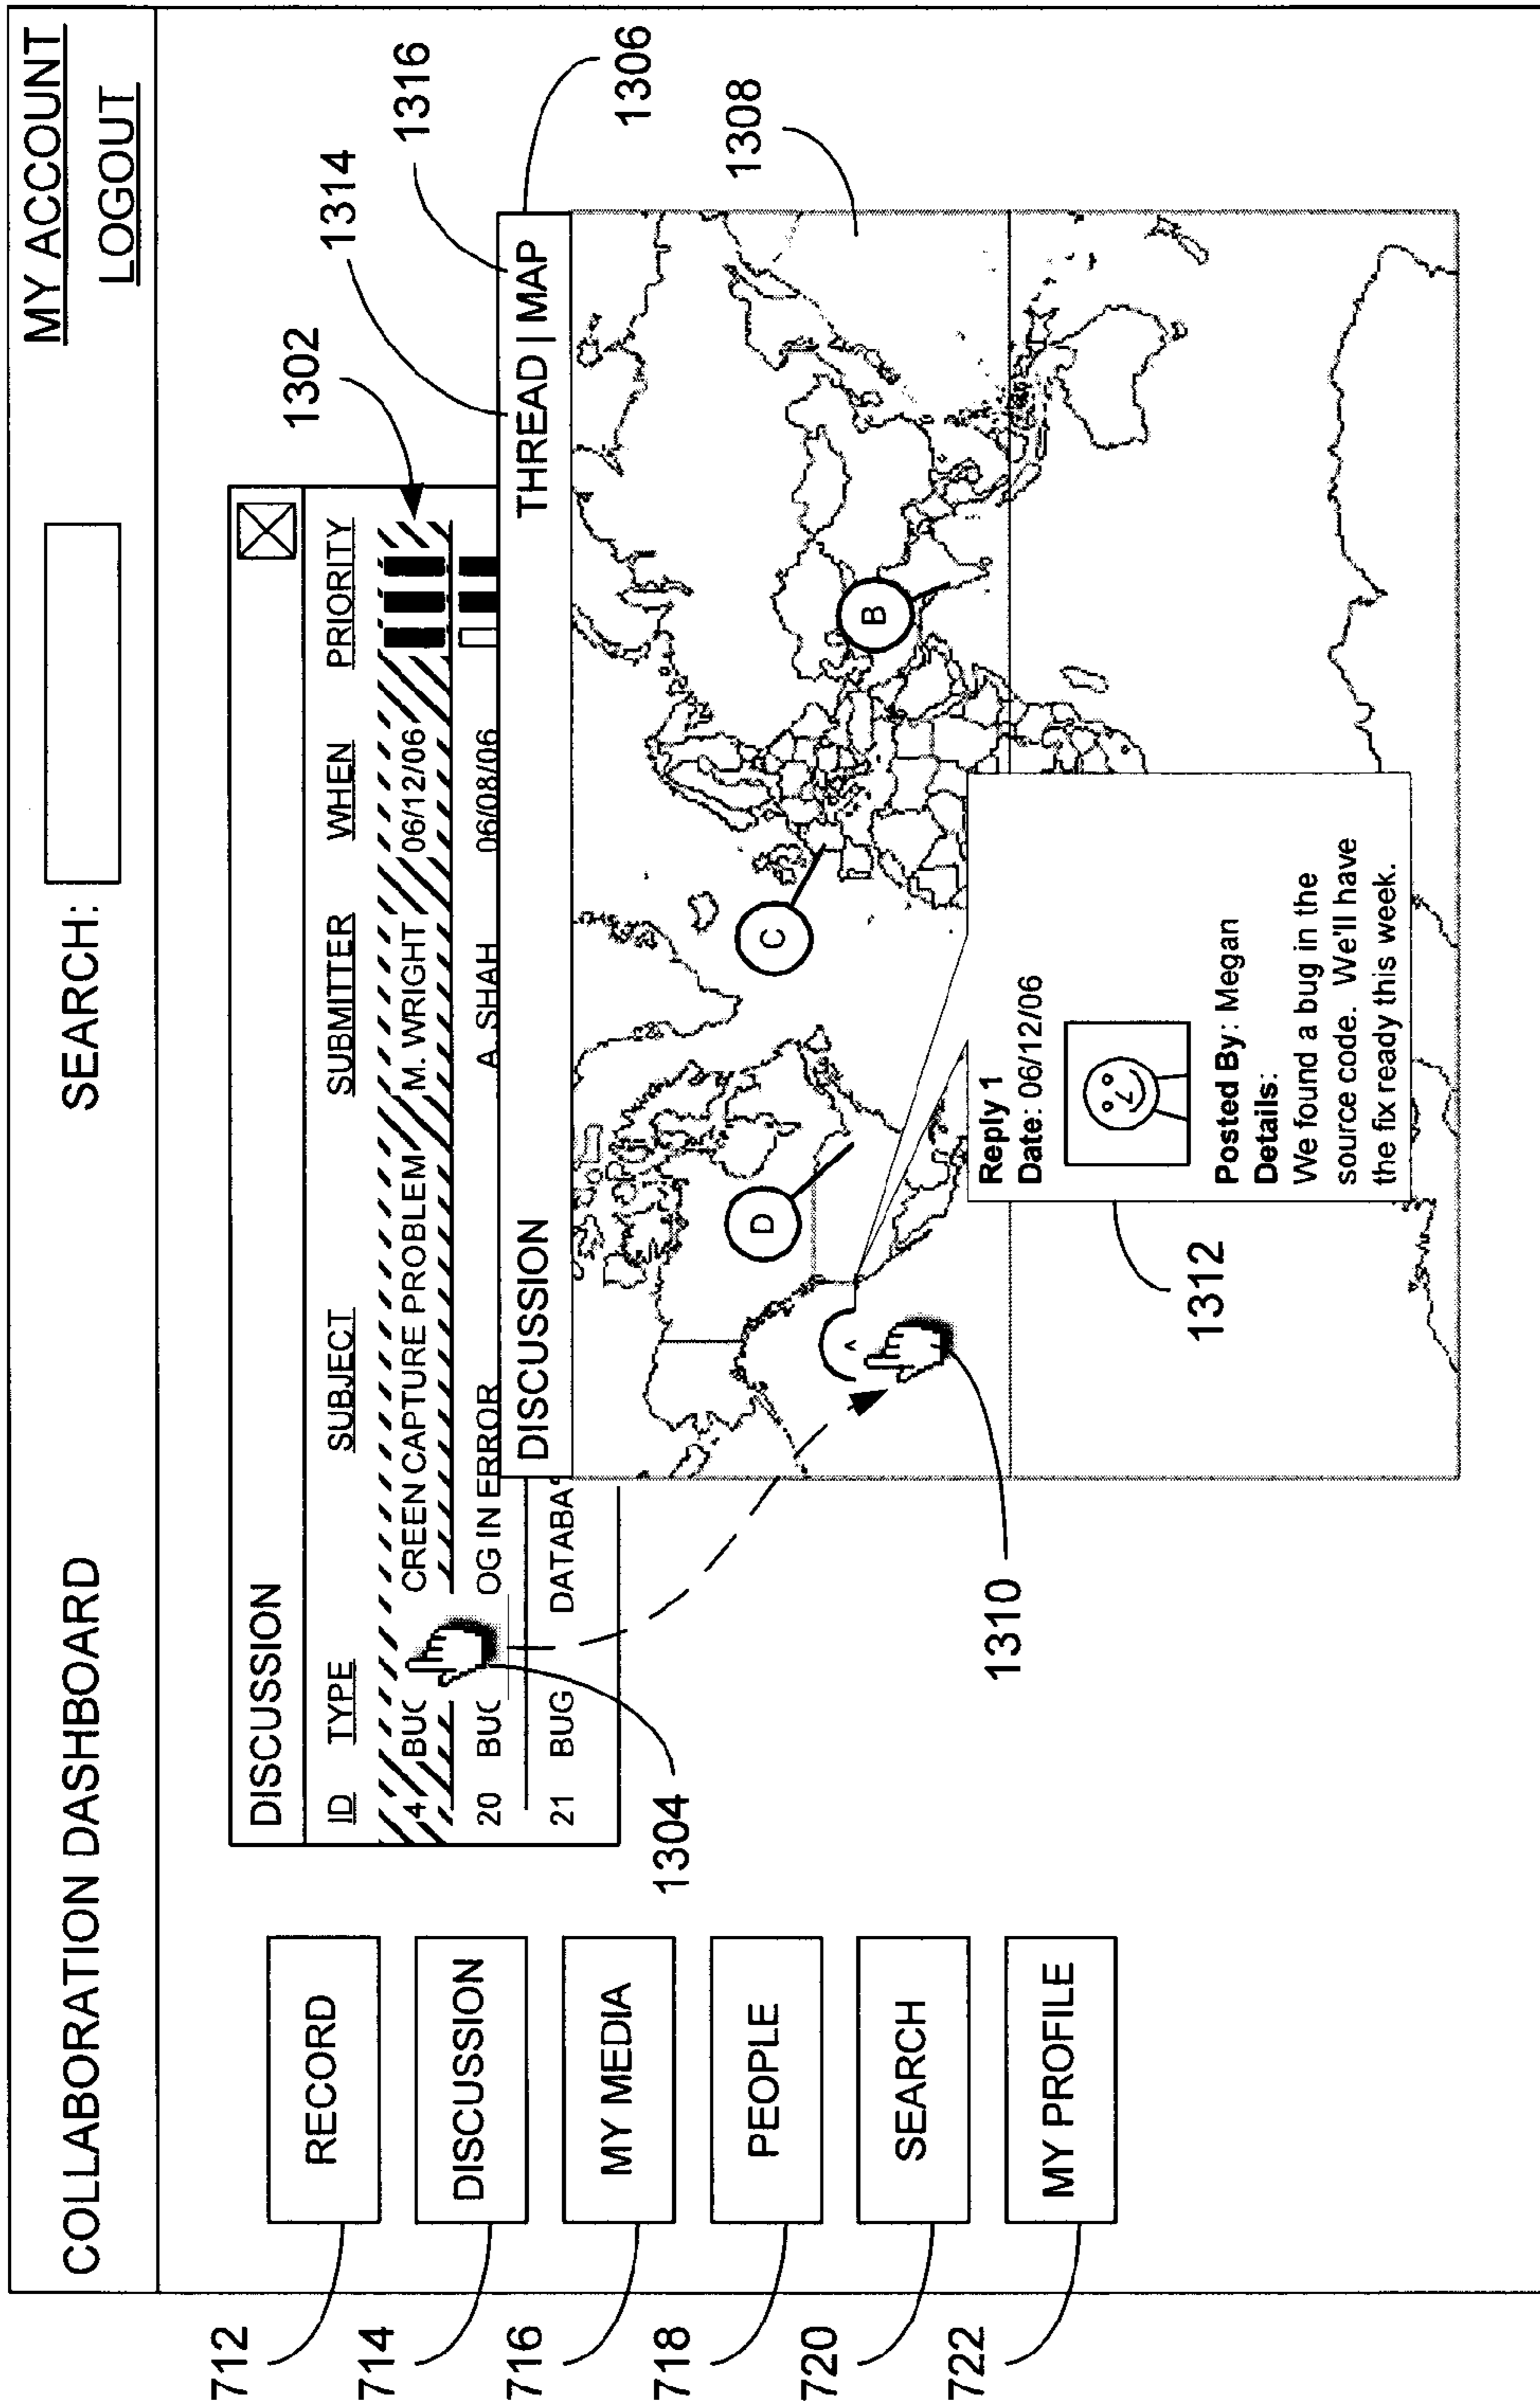 COLLABORATION DASHBOARD
SEARCH:
MY ACCOUNT
LOGOUT
712
RECORD
714
DISCUSSION
716
MY MEDIA
718
PEOPLE
720
SEARCH
722
MY PROFILE
DISCUSSION
ID TYPE SUBJECT SUBMITTER WHEN PRIORITY
4 BUG CREEN CAPTURE PROBLEM M. WRIGHT 06/12/06
20 BUG OG IN ERROR A. SHAH 06/08/06
21 BUG DATABA
1302
1304
DISCUSSION THREAD | MAP
1314
1316
1306
1308
A
B
C
D
1310
1312
Reply 1
Date: 06/12/06
Posted By: Megan
Details:
We found a bug in the
source code. We'll have
the fix ready this week.